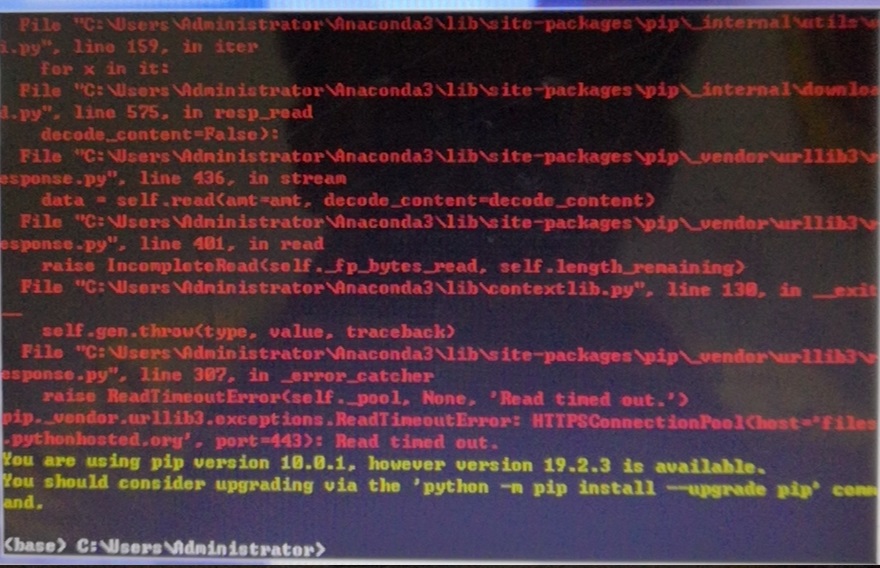 File "C:\Users\Administrator\Anaconda3\lib\site-packages\pip\_internal\utils\u
i.py", line 159, in iter
for x in it:
File "C:\Users\Administrator\Anaconda3\lib\site-packages\pip\_internal\downloa
d.py", line 575, in resp_read
decode_content=False):
File "C:\Users\Administrator\Anaconda3\lib\site-packages\pip\_vendor\urllib3\r
esponse.py", line 436, in stream
data = self.read(amt=amt, decode_content=decode_content)
File "C:\Users\Administrator\Anaconda3\lib\site-packages\pip\_vendor\urllib3\r
esponse.py", line 401, in read
raise IncompleteRead(self._fp_bytes_read, self.length_remaining)
File "C:\Users\Administrator\Anaconda3\lib\contextlib.py", line 130, in __exit
__
self.gen.throw(type, value, traceback)
File "C:\Users\Administrator\Anaconda3\lib\site-packages\pip\_vendor\urllib3\r
esponse.py", line 307, in _error_catcher
raise ReadTimeoutError(self._pool, None, 'Read timed out.')
pip._vendor.urllib3.exceptions.ReadTimeoutError: HTTPSConnectionPool(host='files
.pythonhosted.org', port=443): Read timed out.
You are using pip version 10.0.1, however version 19.2.3 is available.
You should consider upgrading via the 'python -m pip install --upgrade pip' comm
and.
(base) C:\Users\Administrator>